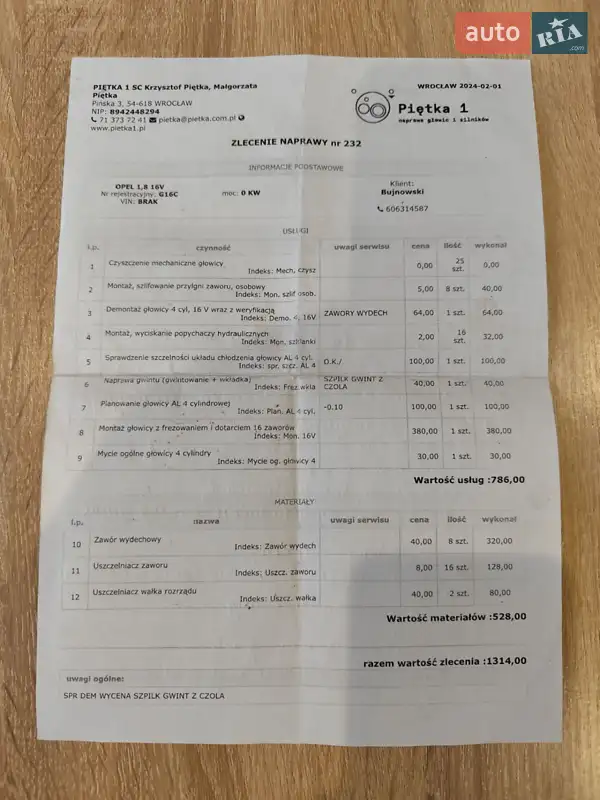 auto RIA .com
PIĘTKA 1 SC Krzysztof Piętka, Małgorzata
Piętka
Pińska 3, 54-618 WROCŁAW
NIP: 8942448294
71 373 72 41 pietka@pietka.com.pl
www.pietka1.pl
WROCŁAW 2024-02-01
Piętka 1
naprawa głowic i silników
ZLECENIE NAPRAWY nr 232
INFORMACJE PODSTAWOWE
OPEL 1,8 16V
Nr rejestracyjny: G16C
VIN: BRAK
moc: 0 KW
Klient:
Bujnowski
606314587
USŁUGI
l.p. czynność uwagi serwisu cena ilość wykonał
1 Czyszczenie mechaniczne głowicy Indeks: Mech, czysz 0,00 25 szt. 0,00
2 Montaż, szlifowanie przylgni zaworu, osobowy Indeks: Mon. szlif osob. 5,00 8 szt. 40,00
3 Demontaż głowicy 4 cyl, 16 V wraz z weryfikacją Indeks: Demo. 4, 16V ZAWORY WYDECH 64,00 1 szt. 64,00
4 Montaż, wyciskanie popychaczy hydraulicznych Indeks: Mon. szklanki 2,00 16 szt. 32,00
5 Sprawdzenie szczelności układu chłodzenia głowicy AL 4 cyl. Indeks: spr. szcz. AL 4 O.K./ 100,00 1 szt. 100,00
6 Naprawa gwintu (gwintowanie + wkładka) Indeks: Frez.wkła SZPILK GWINT Z CZOLA 40,00 1 szt. 40,00
7 Planowanie głowicy AL 4 cylindrowej Indeks: Plan. AL 4 cyl. -0.10 100,00 1 szt. 100,00
8 Montaż głowicy z frezowaniem i dotarciem 16 zaworów Indeks: Mon. 16V 380,00 1 szt. 380,00
9 Mycie ogólne głowicy 4 cylindry Indeks: Mycie og. głowicy 4 30,00 1 szt. 30,00
Wartość usług :786,00
MATERIAŁY
l.p. nazwa uwagi serwisu cena ilość wykonał
10 Zawór wydechowy Indeks: Zawór wydech 40,00 8 szt. 320,00
11 Uszczelniacz zaworu Indeks: Uszcz. zaworu 8,00 16 szt. 128,00
12 Uszczelniacz wałka rozrządu Indeks: Uszcz. wałka 40,00 2 szt. 80,00
Wartość materiałów :528,00
razem wartość zlecenia :1314,00
uwagi ogólne:
SPR DEM WYCENA SZPILK GWINT Z CZOLA